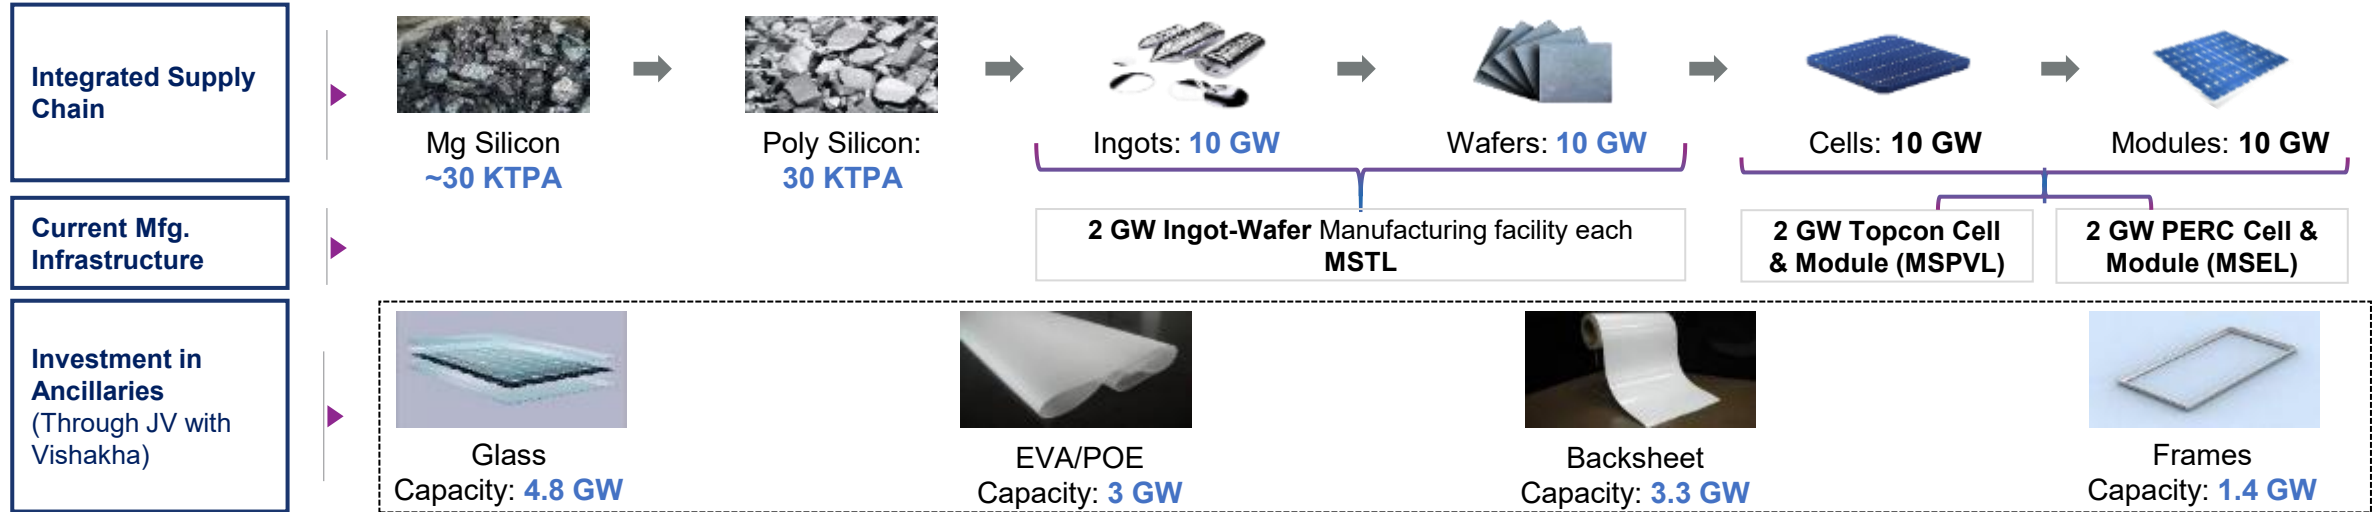 Integrated Supply
Chain
Mg Silicon
~30 KTPA
Poly Silicon:
30 KTPA
Ingots: 10 GW
Wafers: 10 GW
Cells: 10 GW
Modules: 10 GW
Current Mfg.
Infrastructure
2 GW Ingot-Wafer Manufacturing facility each
MSTL
2 GW Topcon Cell
& Module (MSPVL)
2 GW PERC Cell &
Module (MSEL)
Investment in
Ancillaries
(Through JV with
Vishakha)
Glass
Capacity: 4.8 GW
EVA/POE
Capacity: 3 GW
Backsheet
Capacity: 3.3 GW
Frames
Capacity: 1.4 GW